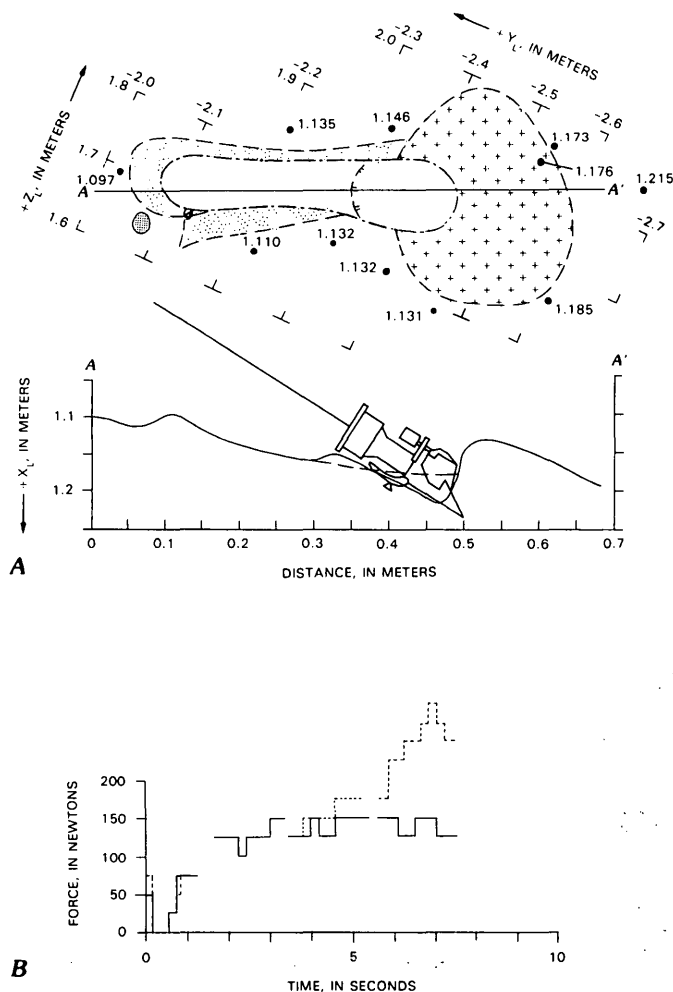 +Y_L, IN METERS
+Z_L, IN METERS
1.8 -2.0
-2.1
1.9 -2.2
2.0 -2.3
-2.4
-2.5
-2.6
-2.7
1.7
1.6
1.097
1.135
1.146
1.173
1.176
1.215
1.110
1.132
1.132
1.131
1.185
A A'
A A'
+ X_L, IN METERS
1.1
1.2
0 0.1 0.2 0.3 0.4 0.5 0.6 0.7
DISTANCE, IN METERS
A
FORCE, IN NEWTONS
200
150
100
50
0
0 5 10
TIME, IN SECONDS
B